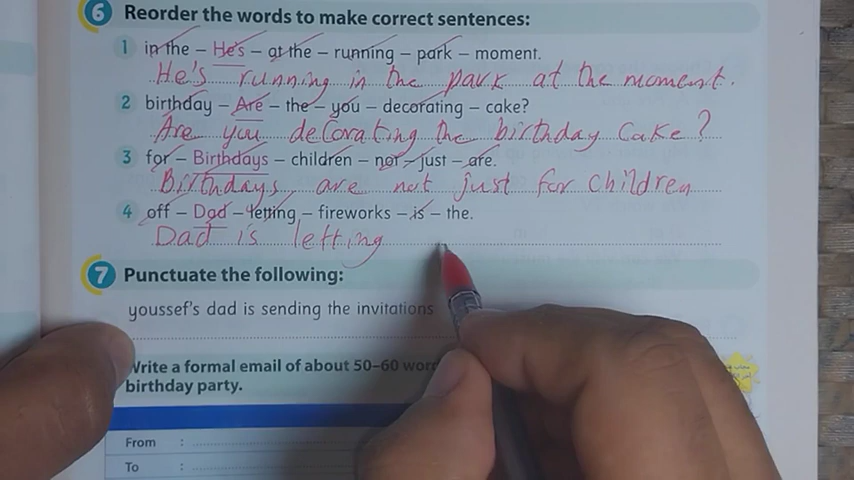 6 Reorder the words to make correct sentences:
1 in the – He's – at the – running – park – moment.
He's running in the park at the moment.
2 birthday – Are – the – you – decorating – cake?
Are you decorating the birthday cake?
3 for – Birthdays – children – not – just – are.
Birthdays are not just for children
4 off – Dad – letting – fireworks – is – the.
Dad is letting
7 Punctuate the following:
youssef's dad is sending the invitations
Write a formal email of about 50–60
birthday party.
From :
To :